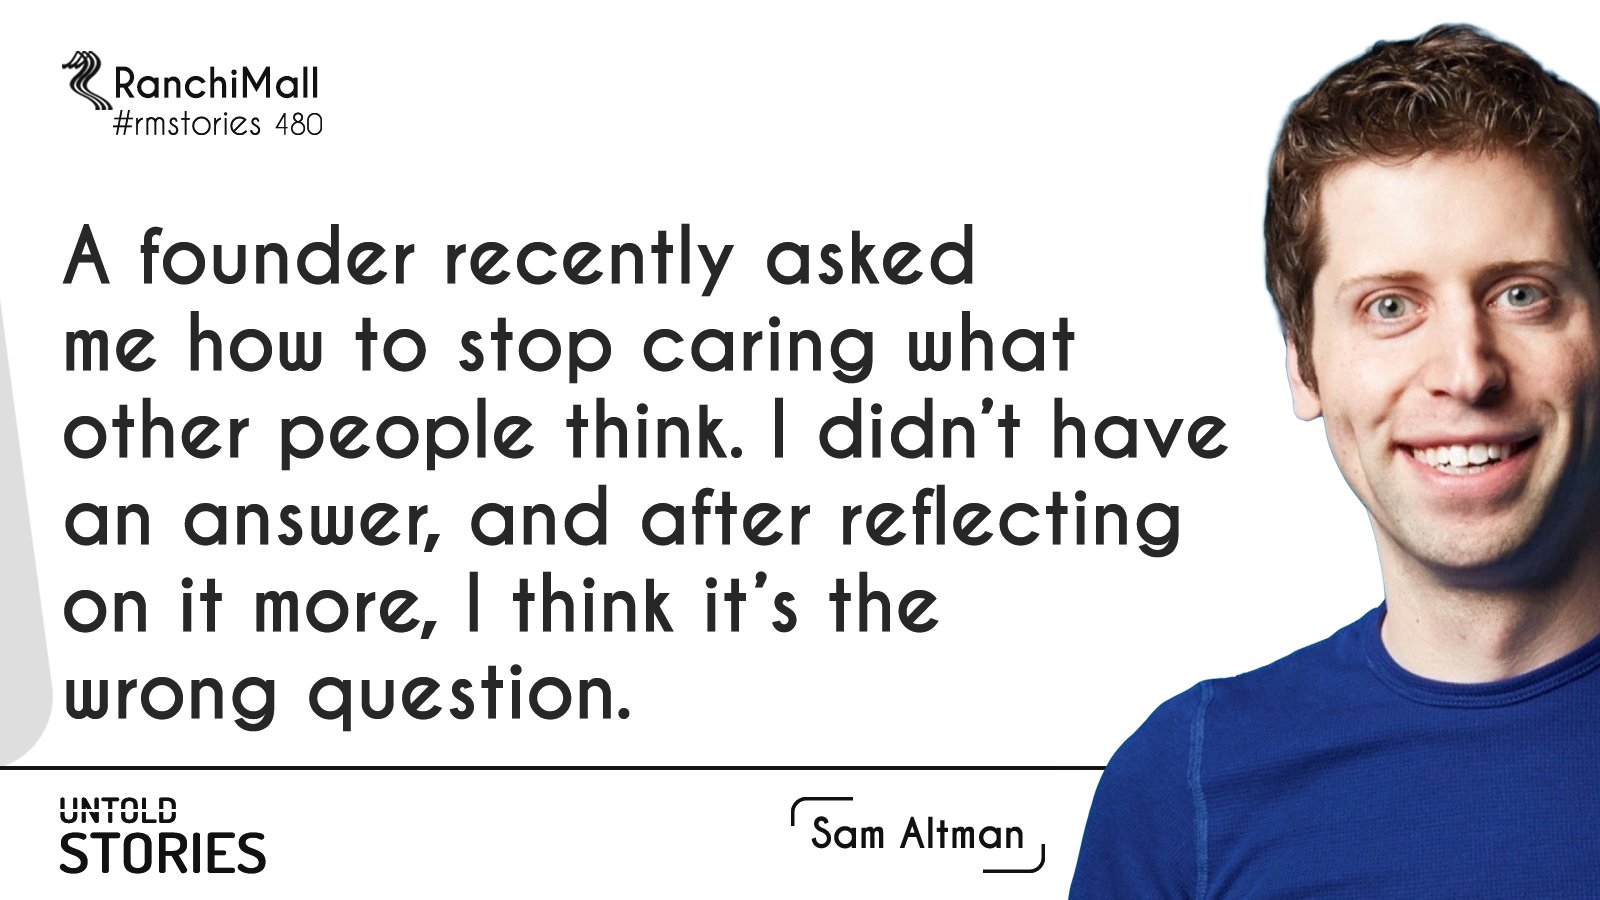 RanchiMall
#rmstories 480
A founder recently asked
me how to stop caring what
other people think. I didn’t have
an answer, and after reflecting
on it more, I think it’s the
wrong question.
UNTOLD
STORIES
Sam Altman